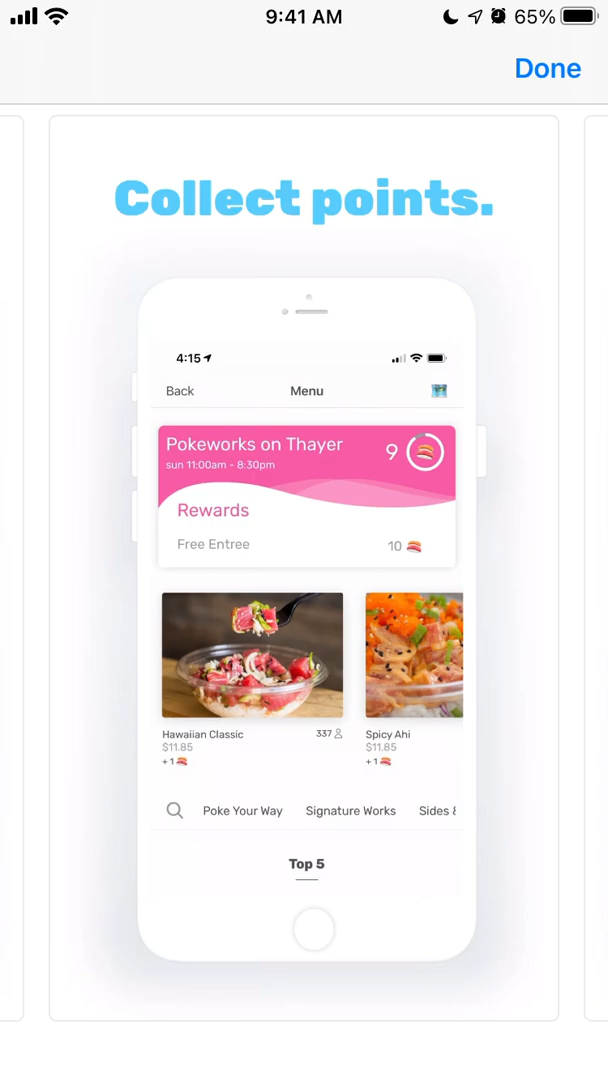 9:41 AM
65%
Done
Collect points.
4:15
Back
Menu
Pokeworks on Thayer
9
sun 11:00am - 8:30pm
Rewards
Free Entree
10
Hawaiian Classic
337
$11.85
+ 1
Spicy Ahi
$11.85
+ 1
Poke Your Way
Signature Works
Sides &
Top 5